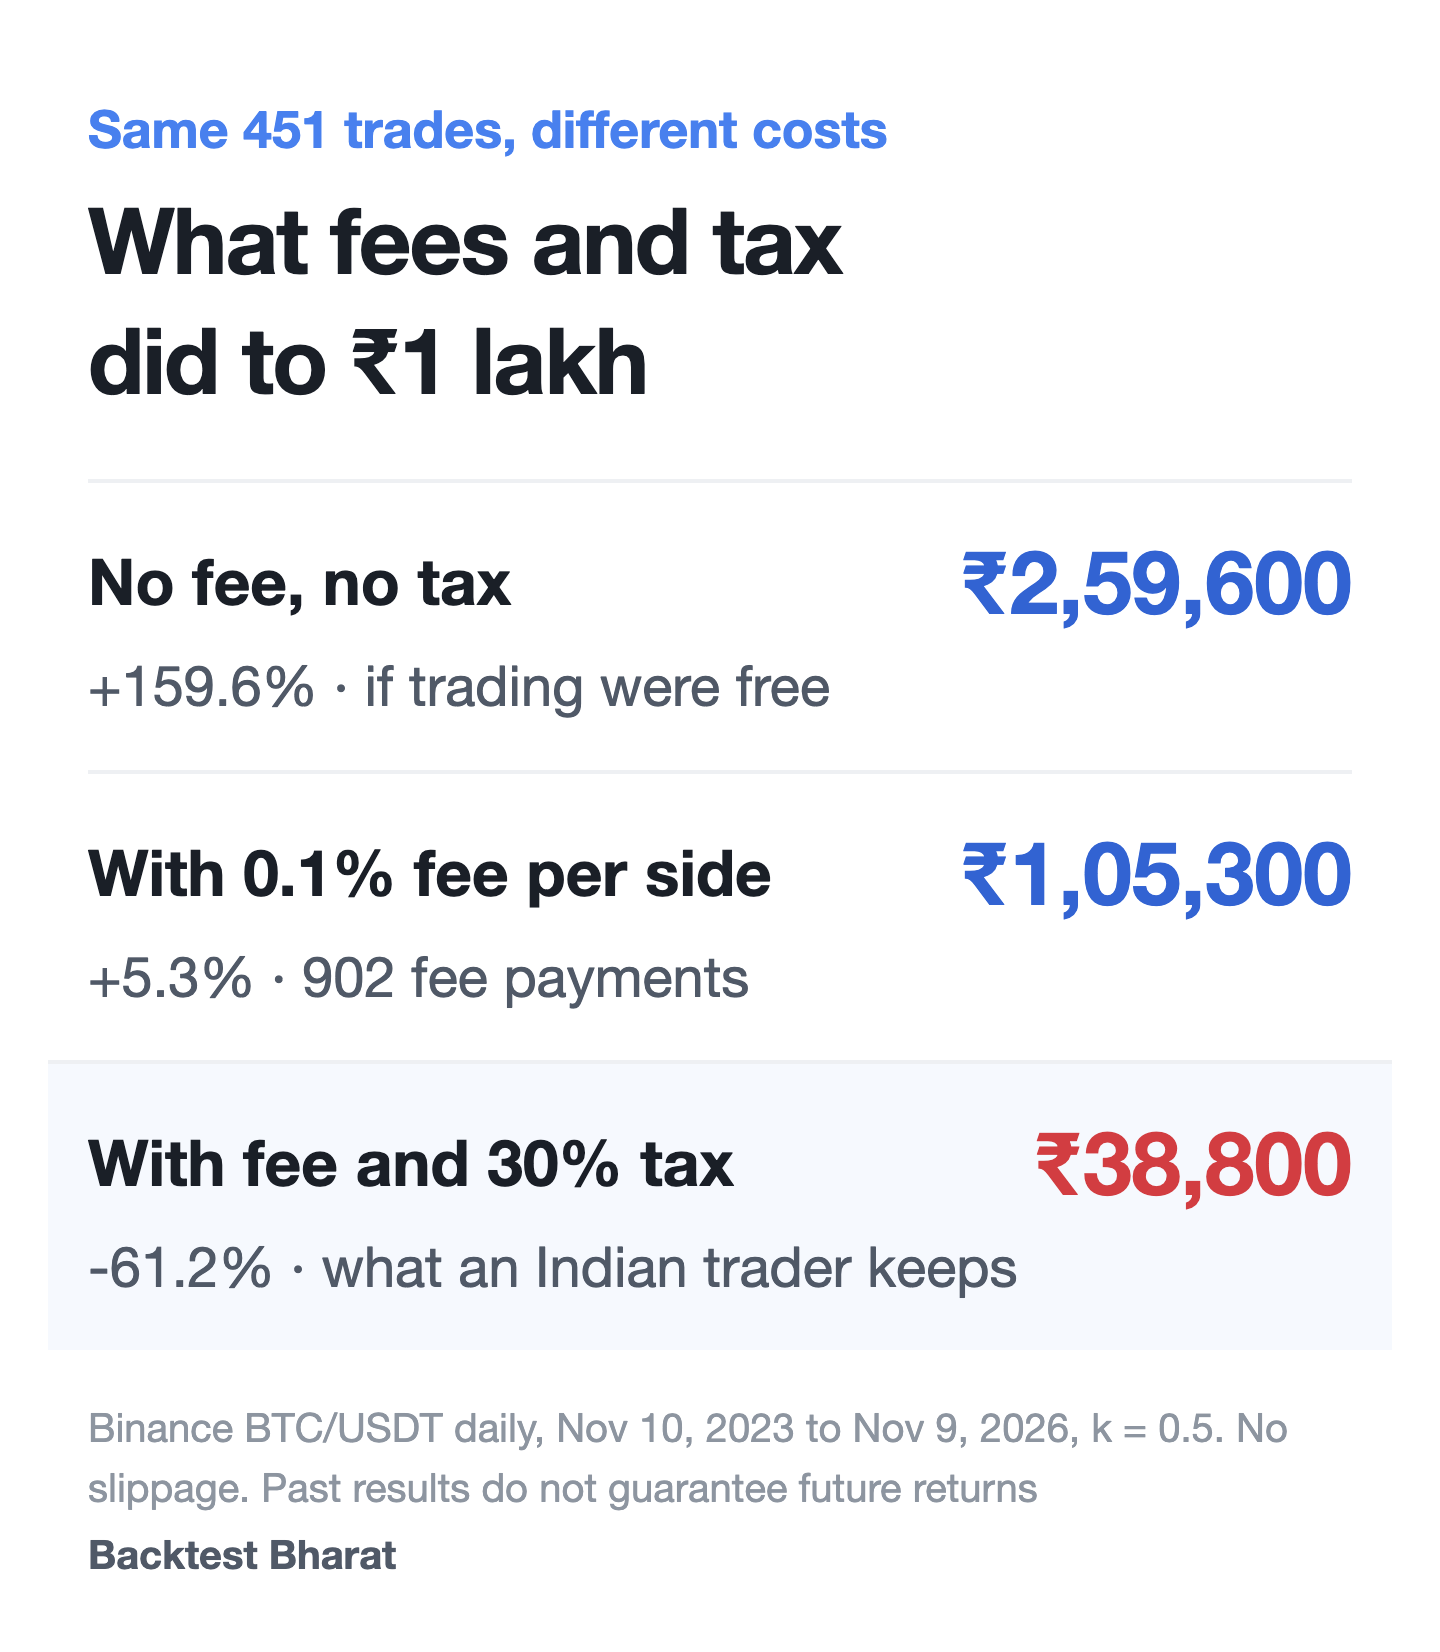 Same 451 trades, different costs
What fees and tax
did to ₹1 lakh
No fee, no tax
₹2,59,600
+159.6% · if trading were free
With 0.1% fee per side
₹1,05,300
+5.3% · 902 fee payments
With fee and 30% tax
₹38,800
-61.2% · what an Indian trader keeps
Binance BTC/USDT daily, Nov 10, 2023 to Nov 9, 2026, k = 0.5. No
slippage. Past results do not guarantee future returns
Backtest Bharat